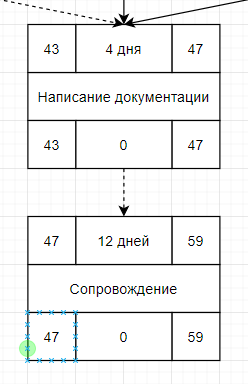 43 4 дня 47
Написание документации
43 0 47
47 12 дней 59
Сопровождение
47 0 59